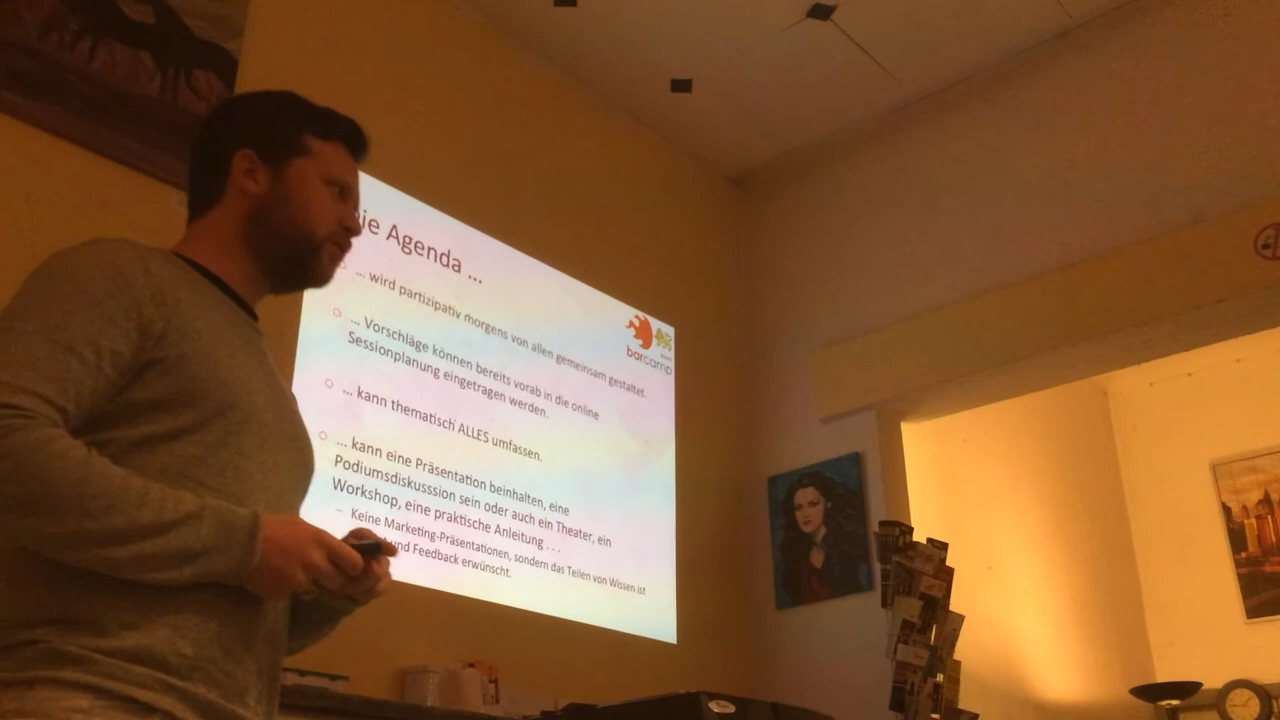 ie Agenda ...
... wird partizipativ morgens von allen gemeinsam gestaltet.
... Vorschläge können bereits vorab in die online
Sessionplanung eingetragen werden.
... kann thematisch ALLES umfassen.
... kann eine Präsentation beinhalten, eine
Podiumsdiskusssion sein oder auch ein Theater, ein
Workshop, eine praktische Anleitung . . .
– Keine Marketing-Präsentationen, sondern das Teilen von Wissen ist
und Feedback erwünscht.
barcamp